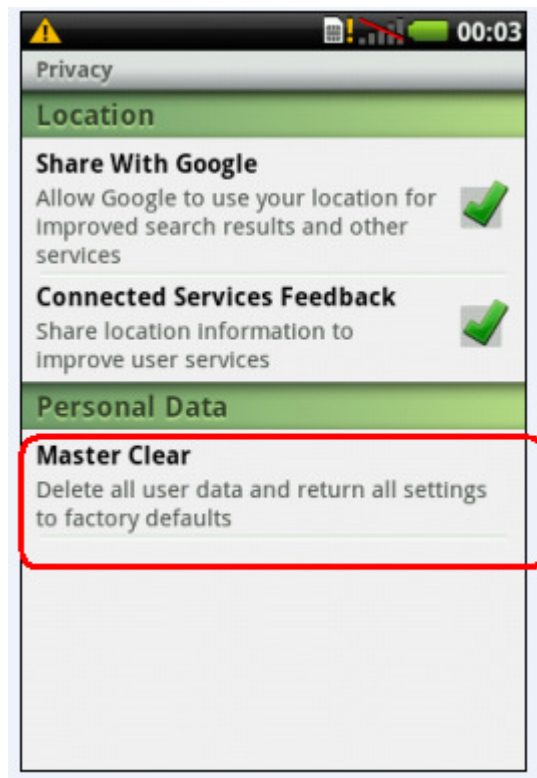 00:03
Privacy
Location
Share With Google
Allow Google to use your location for
improved search results and other
services
Connected Services Feedback
Share location information to
improve user services
Personal Data
Master Clear
Delete all user data and return all settings
to factory defaults